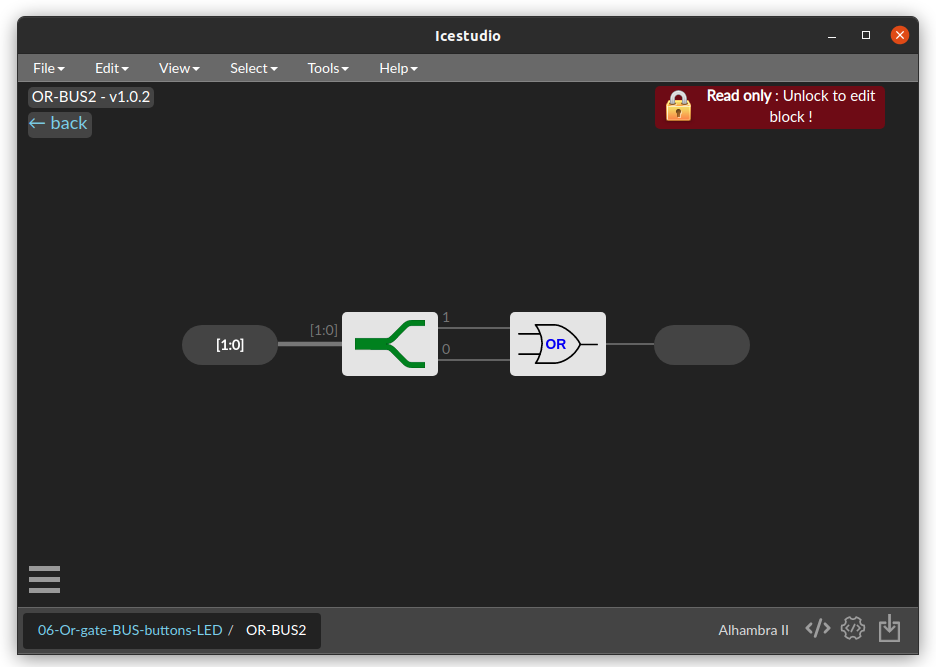 Icestudio
File Edit View Select Tools Help
OR-BUS2 - v1.0.2
← back
Read only : Unlock to edit
block !
[1:0]
[1:0]
1
0
OR
06-Or-gate-BUS-buttons-LED / OR-BUS2
Alhambra II </> </>